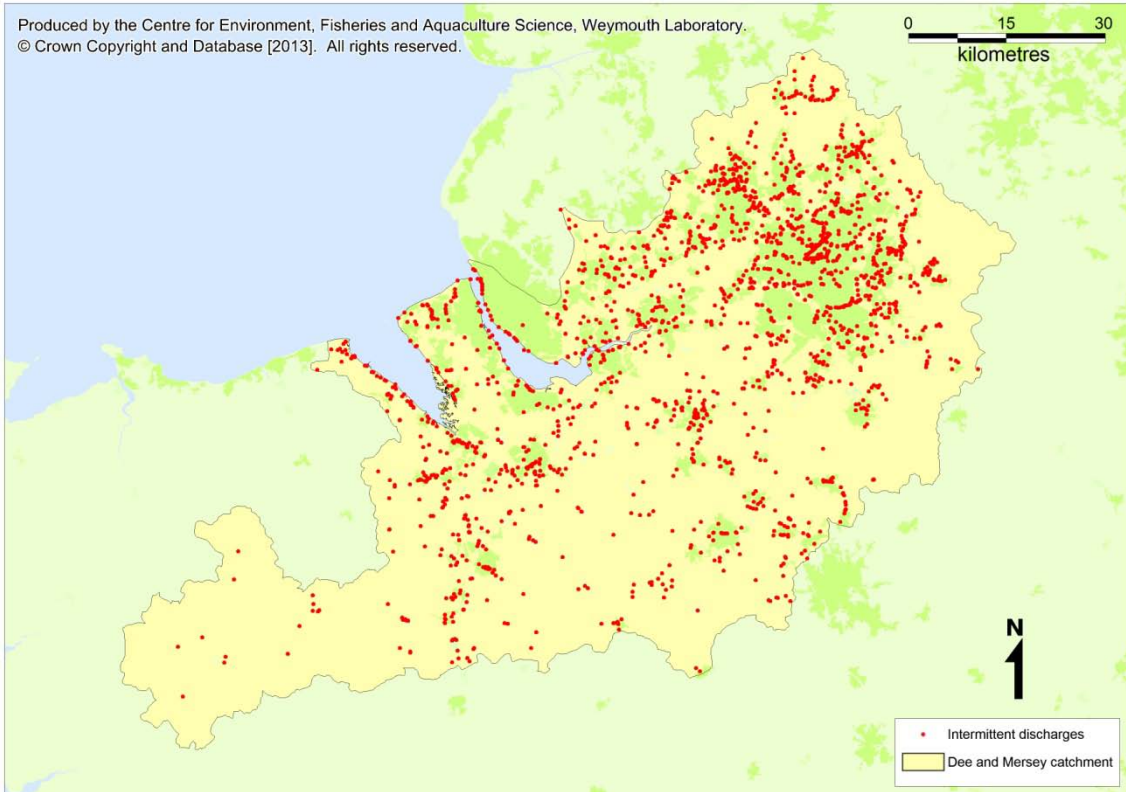 Produced by the Centre for Environment, Fisheries and Aquaculture Science, Weymouth Laboratory.
© Crown Copyright and Database [2013].  All rights reserved.
0 15 30
kilometres
N
Intermittent discharges
Dee and Mersey catchment